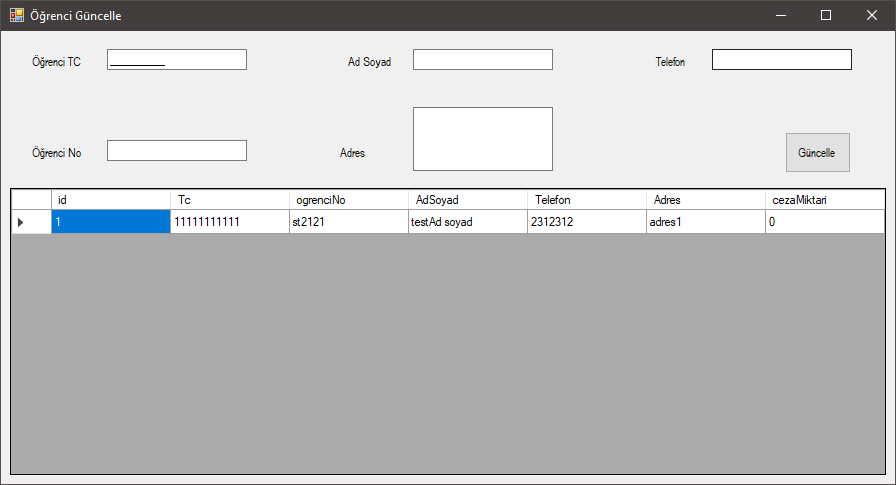 Öğrenci Güncelle
Öğrenci TC ___________ Ad Soyad Telefon
Öğrenci No Adres Güncelle
id Tc ogrenciNo AdSoyad Telefon Adres cezaMiktari
1 11111111111 st2121 testAd soyad 2312312 adres1 0